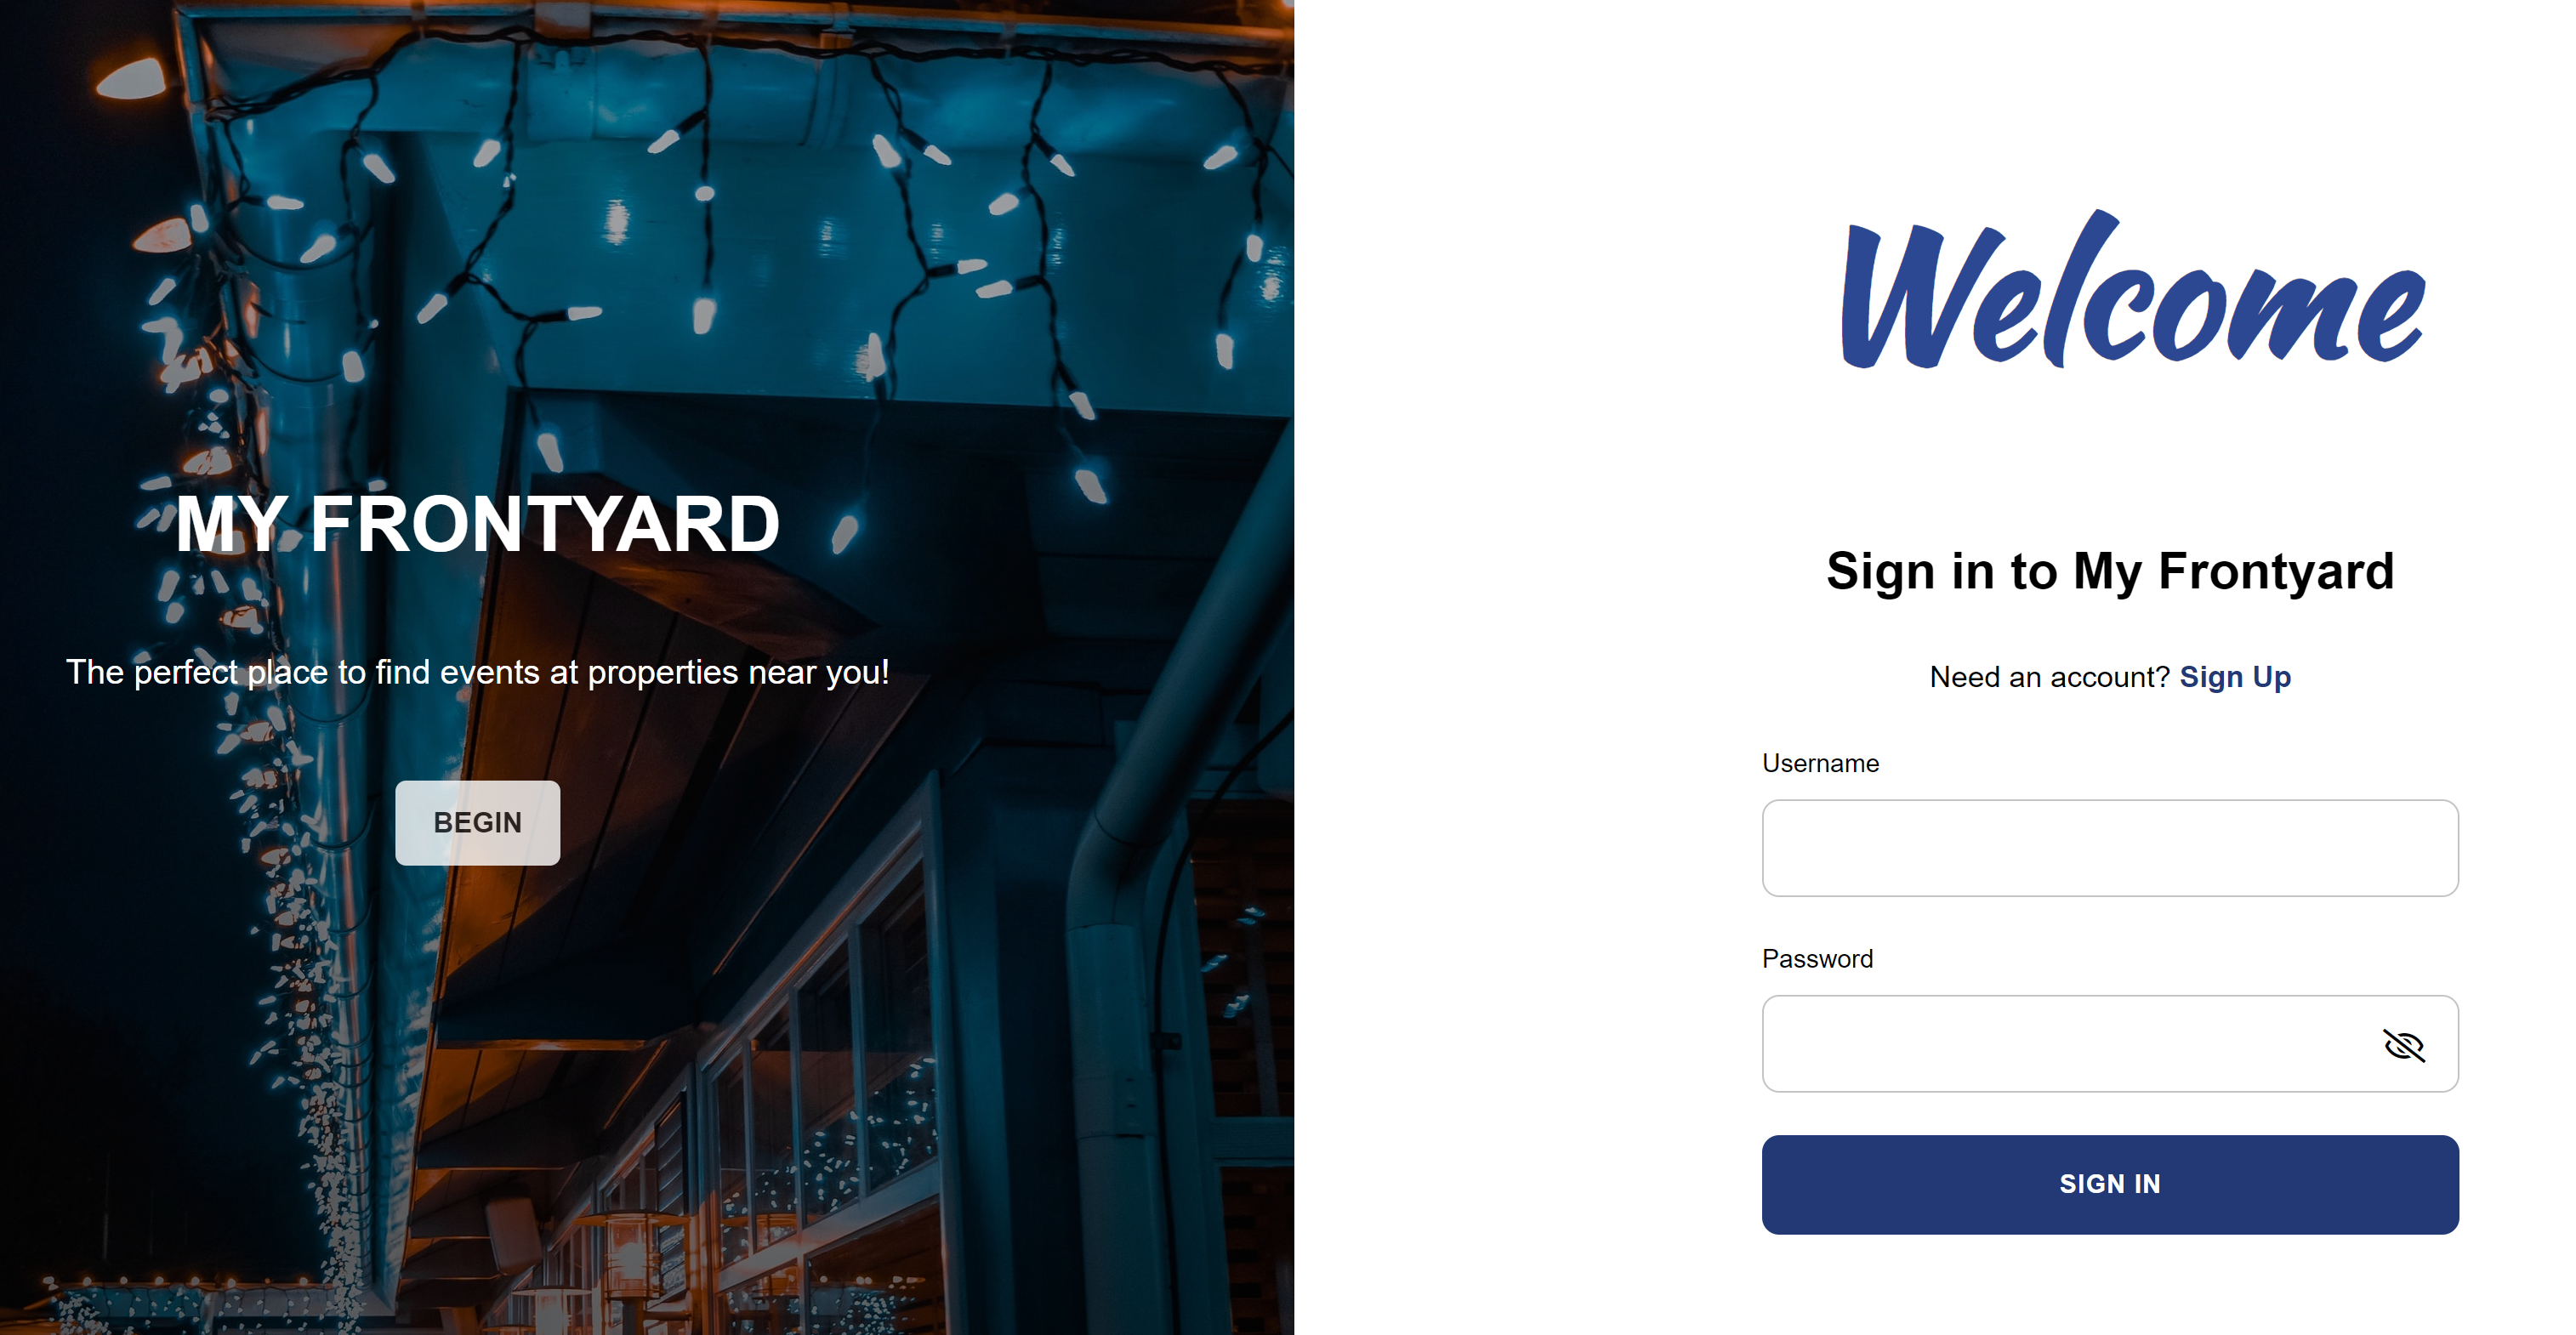 MY FRONTYARD
The perfect place to find events at properties near you!
BEGIN
Welcome
Sign in to My Frontyard
Need an account? Sign Up
Username
Password
SIGN IN